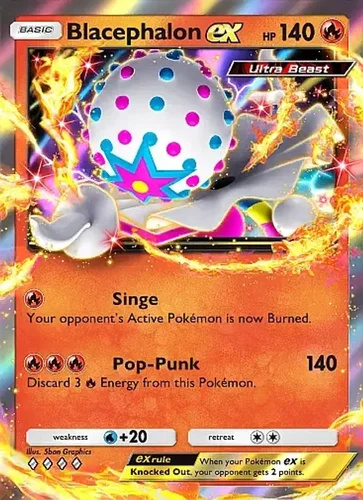 BASIC Blacephalon ex HP 140
Ultra Beast
Singe
Your opponent's Active Pokémon is now Burned.
Pop-Punk 140
Discard 3 Energy from this Pokémon.
weakness +20 retreat
Illus. 5ban Graphics
ex rule When your Pokémon ex is
Knocked Out, your opponent gets 2 points.